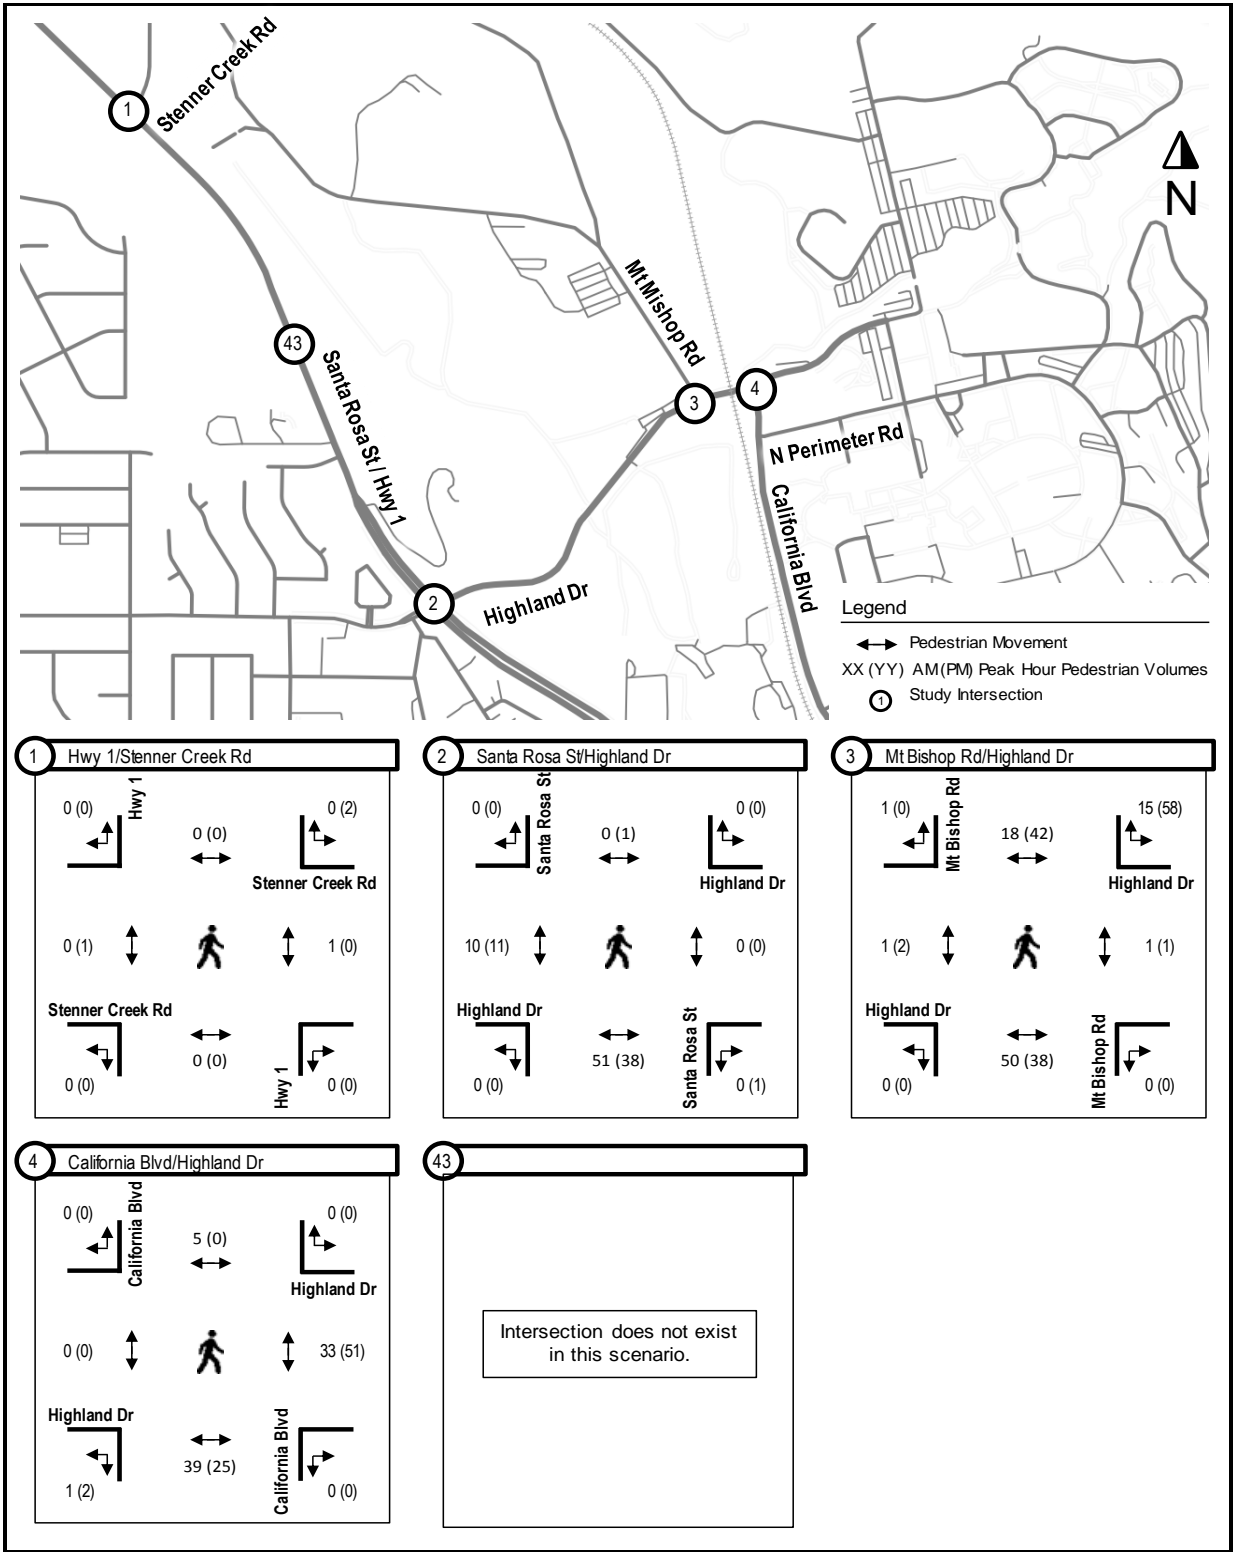 Stenner Creek Rd
1
N
43
Mt Mishop Rd
Santa Rosa St / Hwy 1
3
4
N Perimeter Rd
California Blvd
2
Highland Dr
Legend
Pedestrian Movement
XX (YY) AM(PM) Peak Hour Pedestrian Volumes
1 Study Intersection
1 Hwy 1/Stenner Creek Rd
0 (0)
Hwy 1
0 (0)
0 (2)
Stenner Creek Rd
0 (1)
1 (0)
Stenner Creek Rd
0 (0)
0 (0)
Hwy 1
0 (0)
2 Santa Rosa St/Highland Dr
0 (0)
Santa Rosa St
0 (1)
0 (0)
Highland Dr
10 (11)
0 (0)
Highland Dr
0 (0)
51 (38)
Santa Rosa St
0 (1)
3 Mt Bishop Rd/Highland Dr
1 (0)
Mt Bishop Rd
18 (42)
15 (58)
Highland Dr
1 (2)
1 (1)
Highland Dr
0 (0)
50 (38)
Mt Bishop Rd
0 (0)
4 California Blvd/Highland Dr
0 (0)
California Blvd
5 (0)
0 (0)
Highland Dr
0 (0)
33 (51)
Highland Dr
1 (2)
39 (25)
California Blvd
0 (0)
43
Intersection does not exist
in this scenario.